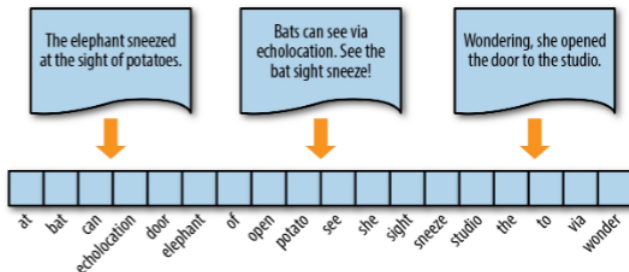 The elephant sneezed
at the sight of potatoes.
Bats can see via
echolocation. See the
bat sight sneeze!
Wondering, she opened
the door to the studio.
at
bat
can
echolocation
door
elephant
of
open
potato
see
she
sight
sneeze
studio
the
to
via
wonder